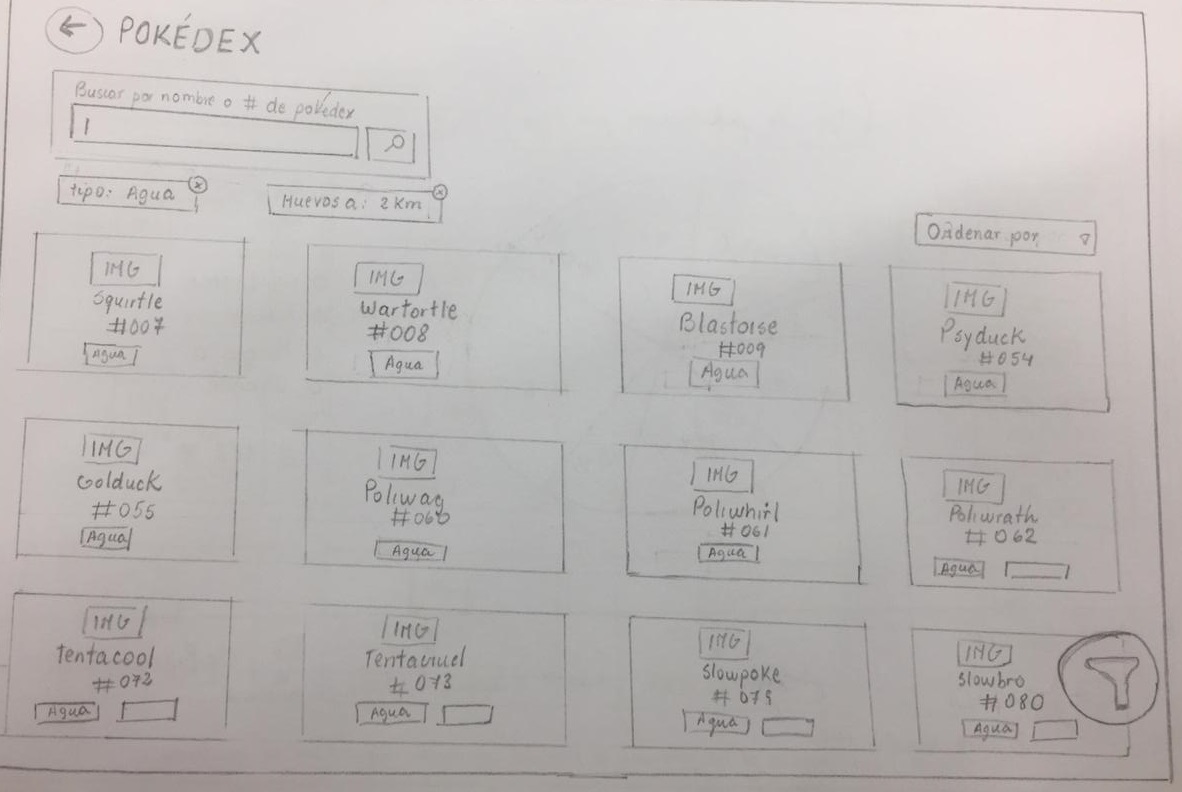 POKÉDEX
Buscar por nombre o # de pokédex
tipo: Agua
Huevos a: 2 Km
Ordenar por
IMG
Squirtle
#007
Agua
IMG
Wartortle
#008
Agua
IMG
Blastoise
#009
Agua
IMG
Psyduck
#054
Agua
IMG
Golduck
#055
Agua
IMG
Poliwag
#060
Agua
IMG
Poliwhirl
#061
Agua
IMG
Poliwrath
#062
Agua
IMG
Tentacool
#072
Agua
IMG
#073
Agua
IMG
Slowpoke
#079
Agua
IMG
Slowbro
#080
Agua